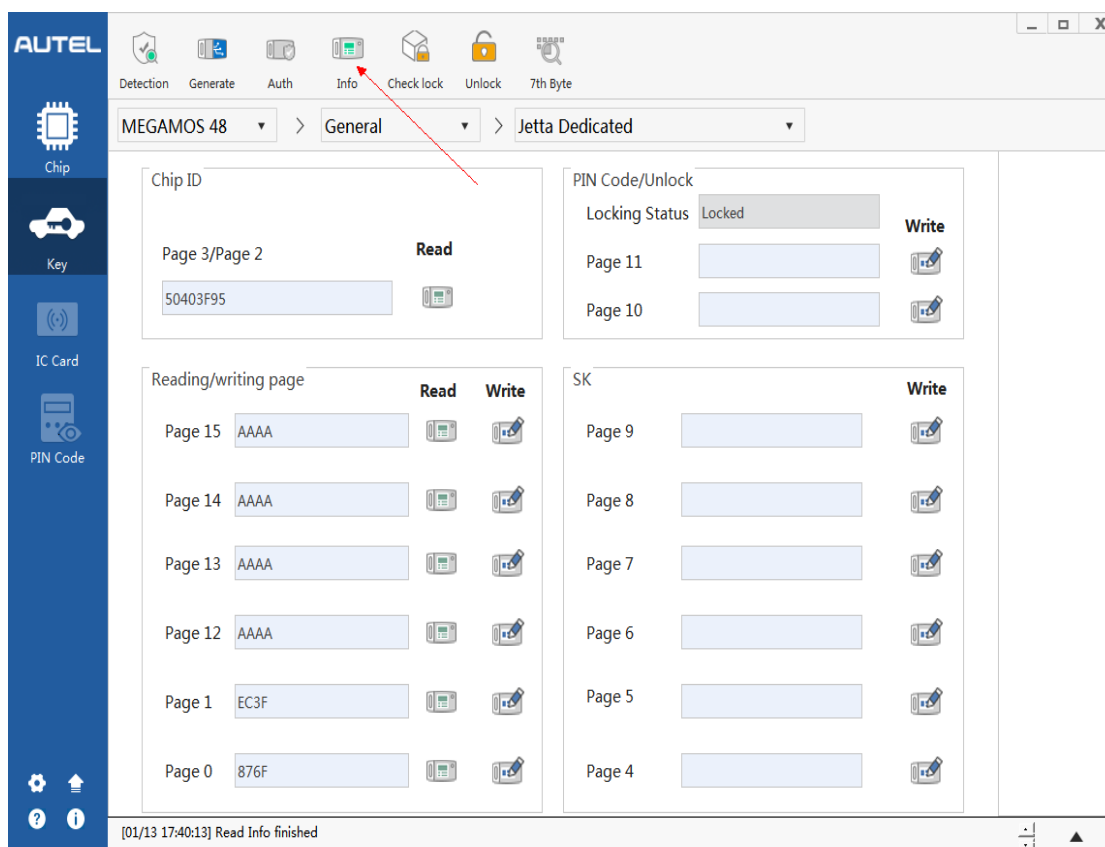 AUTEL
Detection Generate Auth Info Check lock Unlock 7th Byte
MEGAMOS 48 > General > Jetta Dedicated
Chip
Key
IC Card
PIN Code
Chip ID
Page 3/Page 2 Read
50403F95
PIN Code/Unlock
Locking Status Locked
Write
Page 11
Page 10
Reading/writing page
Read Write
Page 15 AAAA
Page 14 AAAA
Page 13 AAAA
Page 12 AAAA
Page 1 EC3F
Page 0 876F
SK
Write
Page 9
Page 8
Page 7
Page 6
Page 5
Page 4
[01/13 17:40:13] Read Info finished